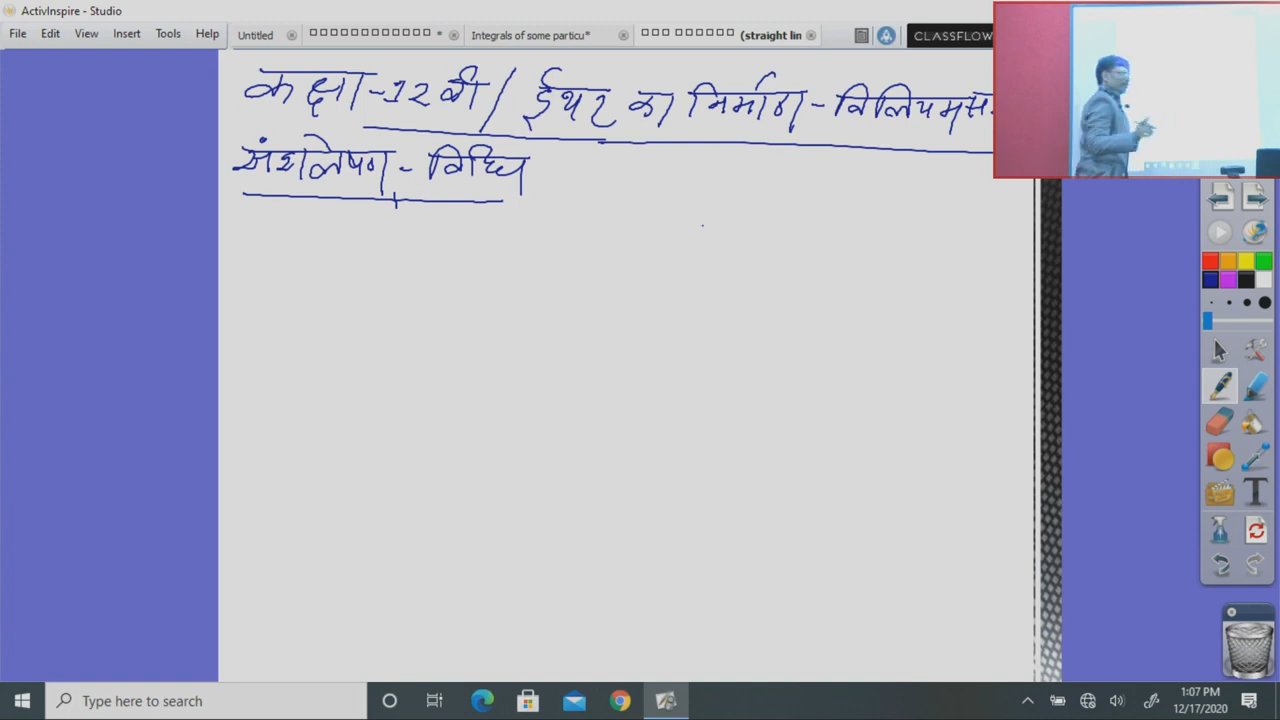 ActivInspire - Studio
File Edit View Insert Tools Help
Untitled
Integrals of some particu*
(straight lin
CLASSFLOW
कक्षा-12वी / ईथर का निर्माण - विलियमस-
संश्लेषण - विधि
Type here to search
1:07 PM
12/17/2020